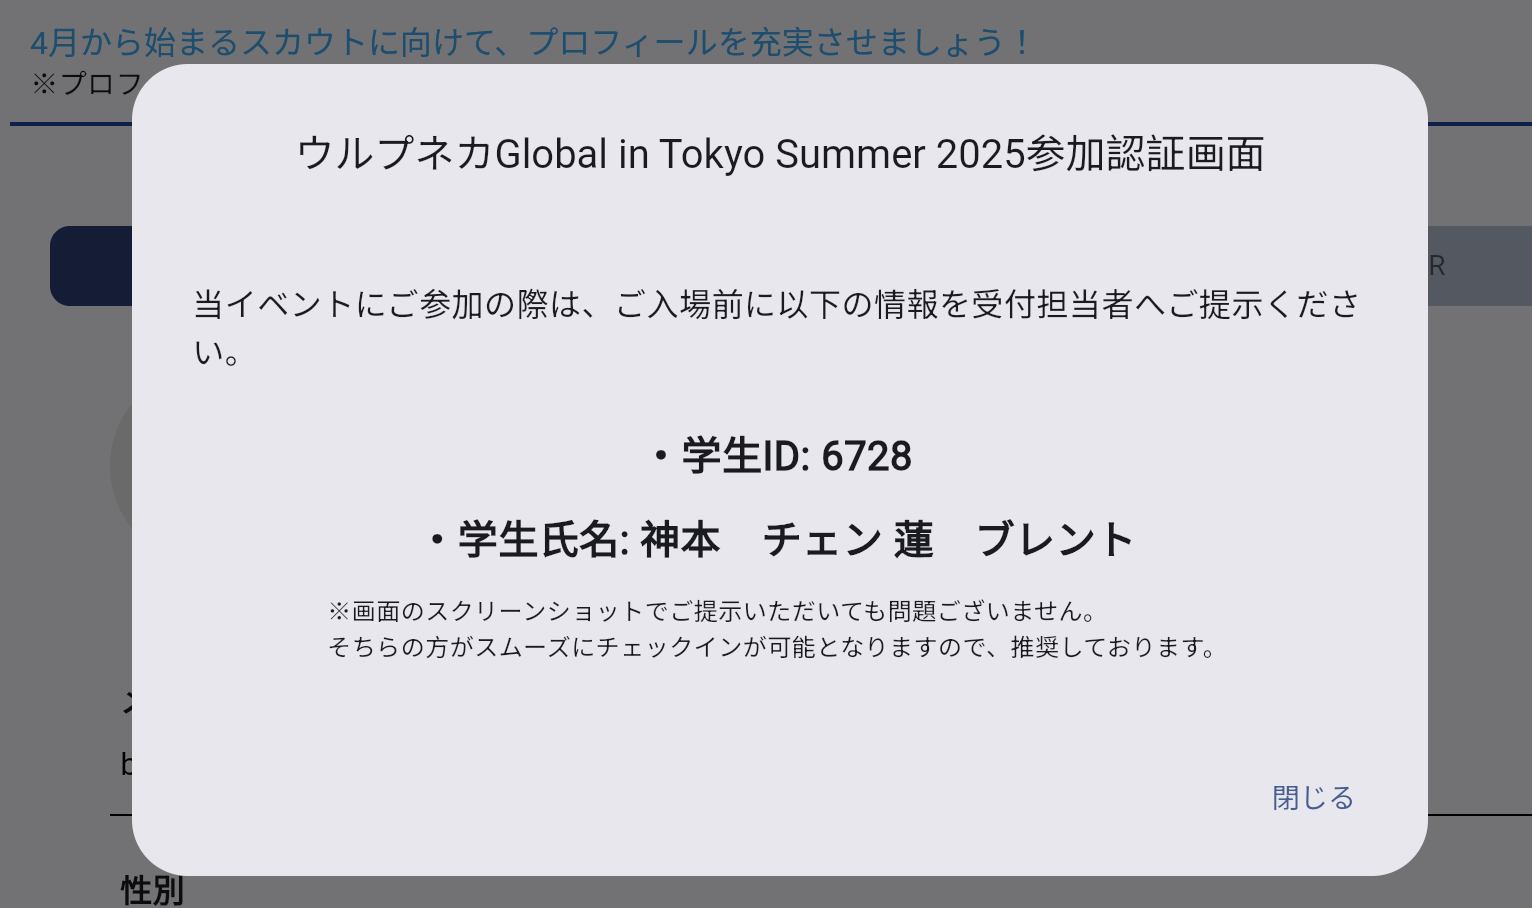 4月から始まるスカウトに向けて、プロフィールを充実させましょう！
※プロフ
ウルプネカGlobal in Tokyo Summer 2025参加認証画面
R
当イベントにご参加の際は、ご入場前に以下の情報を受付担当者へご提示くださ
い。
・学生ID: 6728
・学生氏名: 神本　チェン 蓮　ブレント
※画面のスクリーンショットでご提示いただいても問題ございません。
そちらの方がスムーズにチェックインが可能となりますので、推奨しております。
閉じる
性別